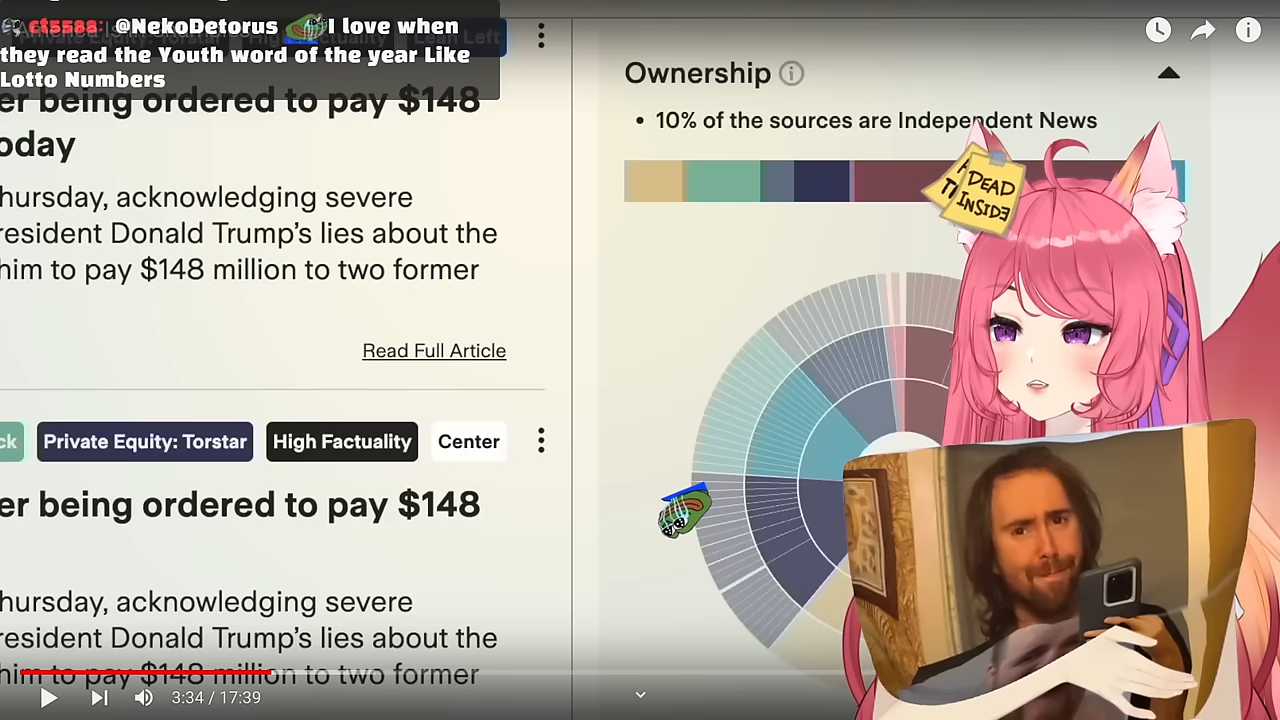 ct5588: @NekoDetorus I love when
they read the Youth word of the year Like
Lotto Numbers
er being ordered to pay $148
oday
hursday, acknowledging severe
resident Donald Trump's lies about the
him to pay $148 million to two former
Read Full Article
ck Private Equity: Torstar High Factuality Center
er being ordered to pay $148
hursday, acknowledging severe
resident Donald Trump's lies about the
him to pay $148 million to two former
3:34 / 17:39
Ownership
• 10% of the sources are Independent News
DEAD
INSIDE